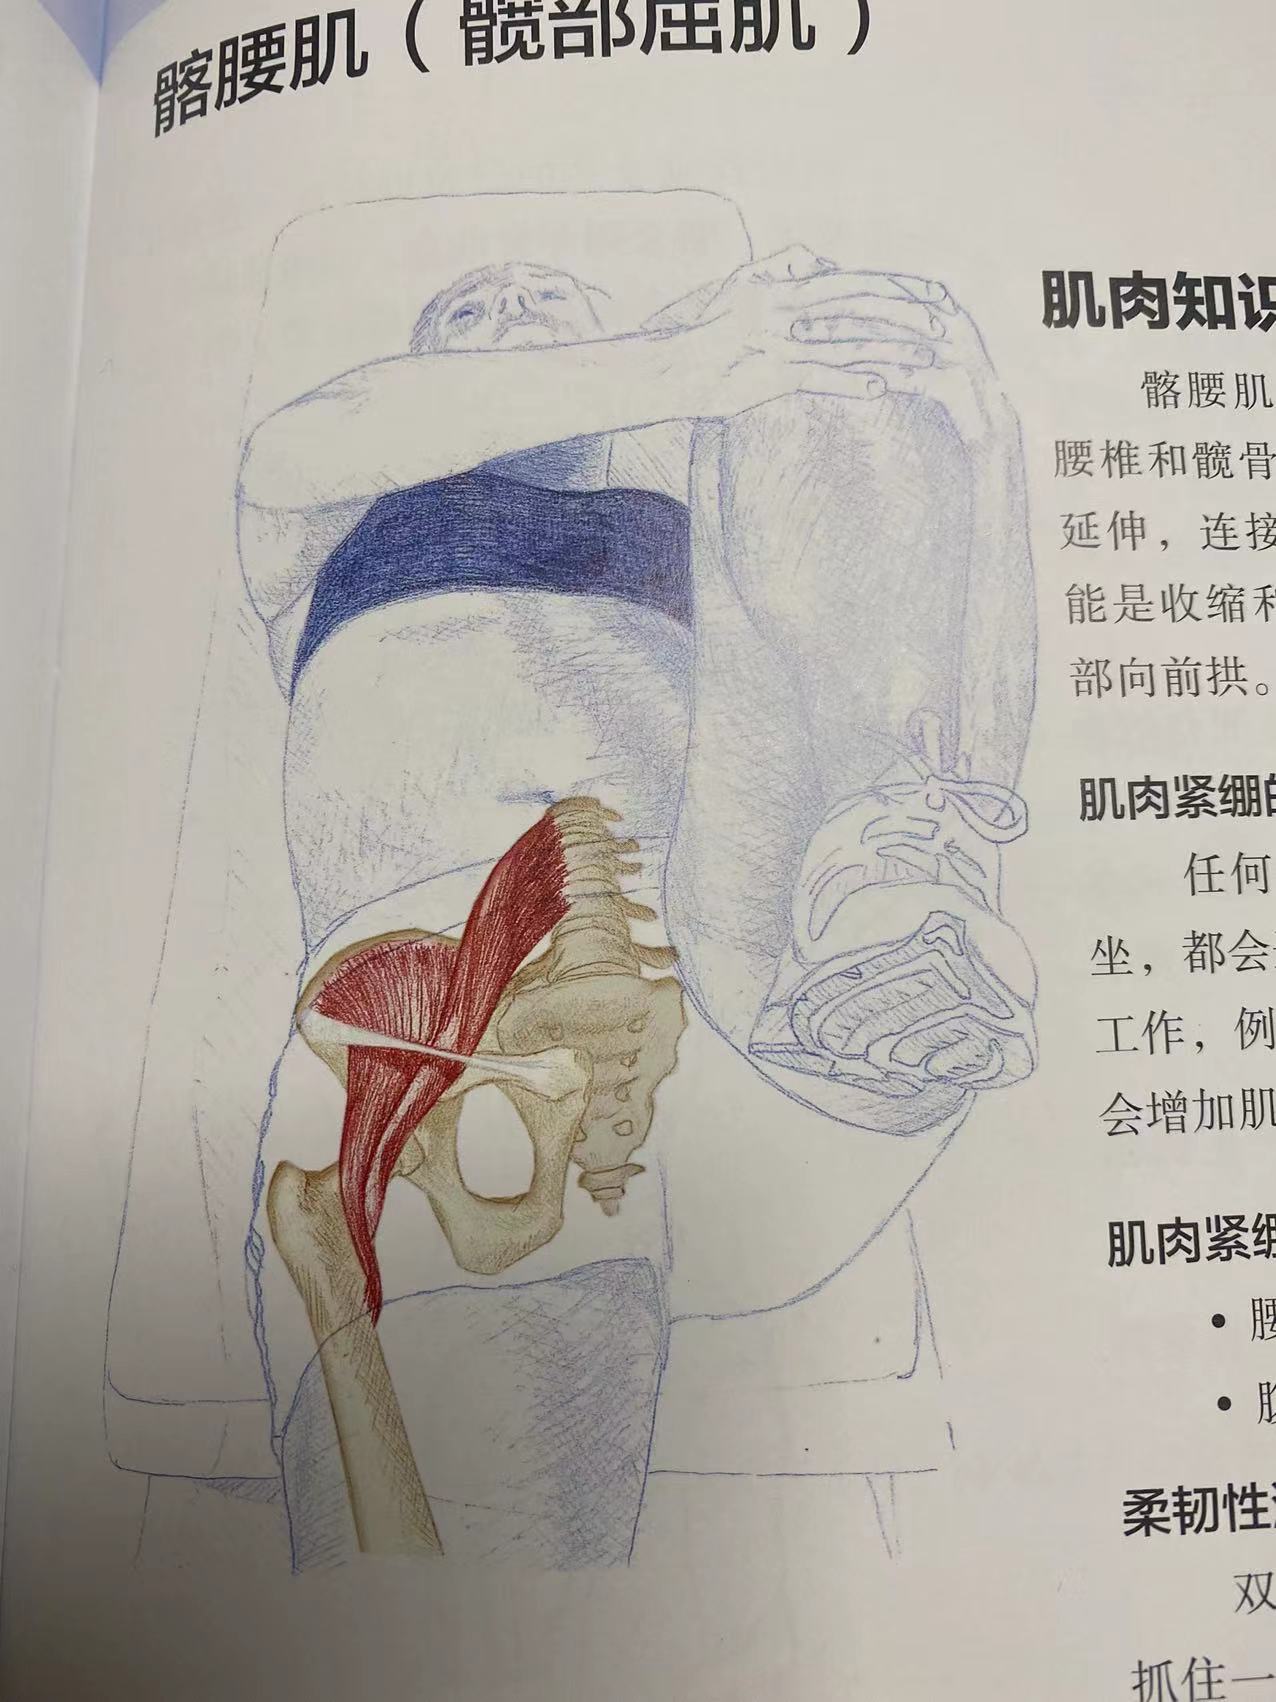 髂腰肌（髋部屈肌）
肌肉知识
髂腰肌
腰椎和髋骨
延伸，连接
能是收缩和
部向前拱。
肌肉紧绷的
任何
坐，都会
工作，例
会增加肌
肌肉紧绷
• 腰
• 腹
柔韧性
双
抓住一